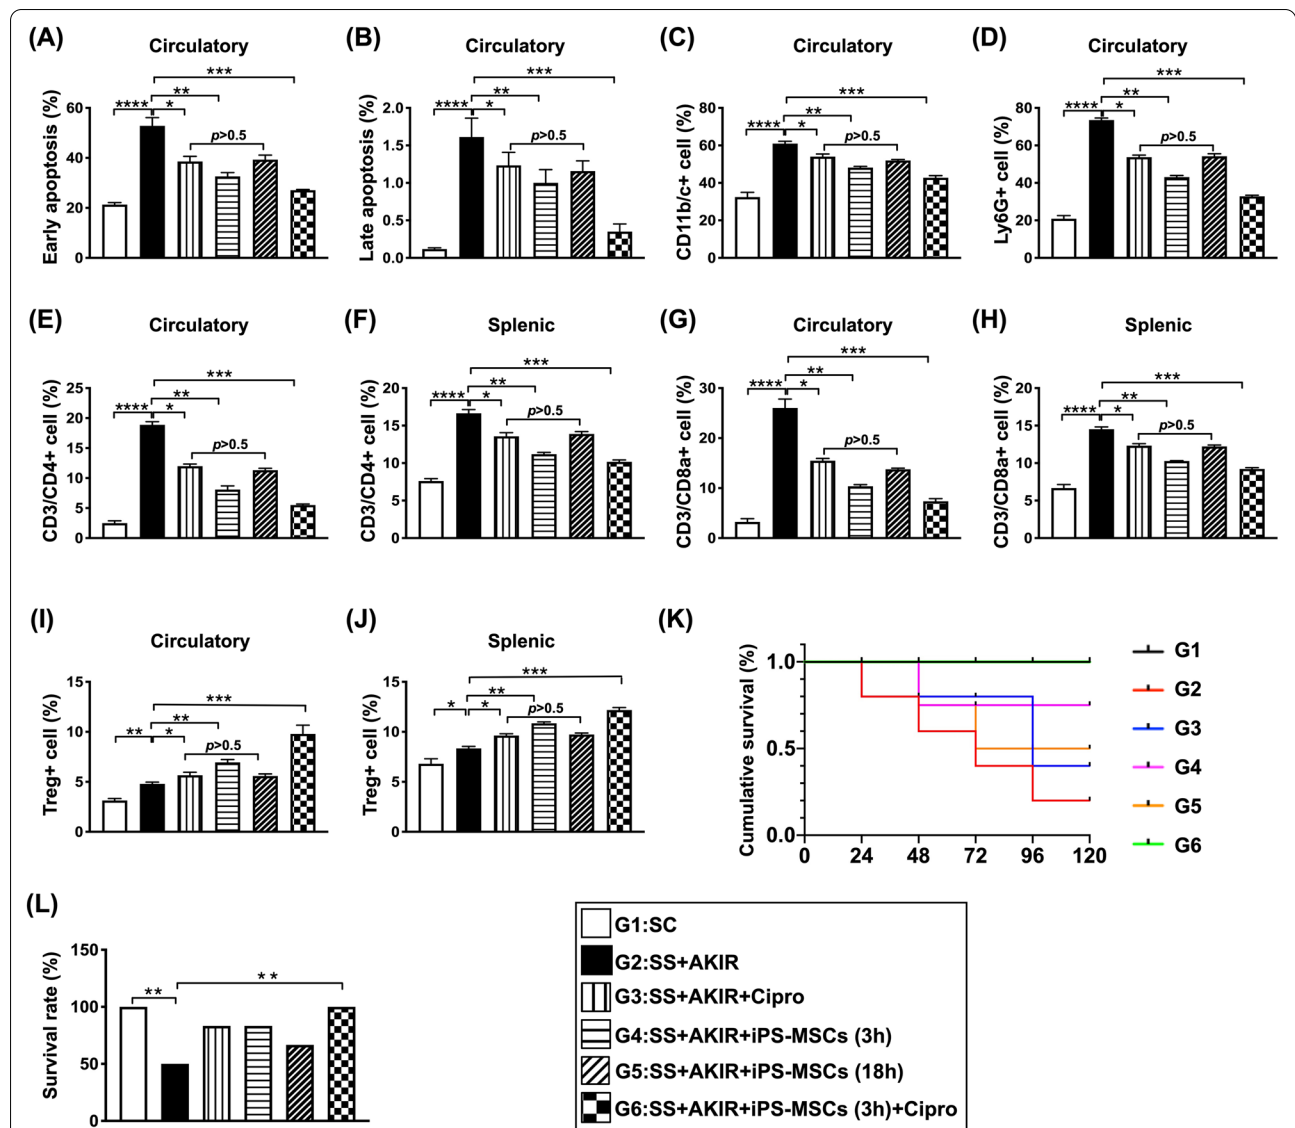 (A) Circulatory
Early apoptosis (%)
60
40
20
0
**** * ** ***
p>0.5
(B) Circulatory
Late apoptosis (%)
2.0
1.5
1.0
0.5
0.0
**** * ** ***
p>0.5
(C) Circulatory
CD11b/c+ cell (%)
80
60
40
20
0
**** * ** ***
p>0.5
(D) Circulatory
Ly6G+ cell (%)
80
60
40
20
0
**** * ** ***
p>0.5
(E) Circulatory
CD3/CD4+ cell (%)
25
20
15
10
5
0
**** * ** ***
p>0.5
(F) Splenic
CD3/CD4+ cell (%)
20
15
10
5
0
**** * ** ***
p>0.5
(G) Circulatory
CD3/CD8a+ cell (%)
30
20
10
0
**** * ** ***
p>0.5
(H) Splenic
CD3/CD8a+ cell (%)
20
15
10
5
0
**** * ** ***
p>0.5
(I) Circulatory
Treg+ cell (%)
15
10
5
0
** * ** ***
p>0.5
(J) Splenic
Treg+ cell (%)
15
10
5
0
* * ** ***
p>0.5
(K)
Cumulative survival (%)
1.0
0.5
0.0
0 24 48 72 96 120
G1
G2
G3
G4
G5
G6
(L)
Survival rate (%)
150
100
50
0
** **
G1:SC
G2:SS+AKIR
G3:SS+AKIR+Cipro
G4:SS+AKIR+iPS-MSCs (3h)
G5:SS+AKIR+iPS-MSCs (18h)
G6:SS+AKIR+iPS-MSCs (3h)+Cipro